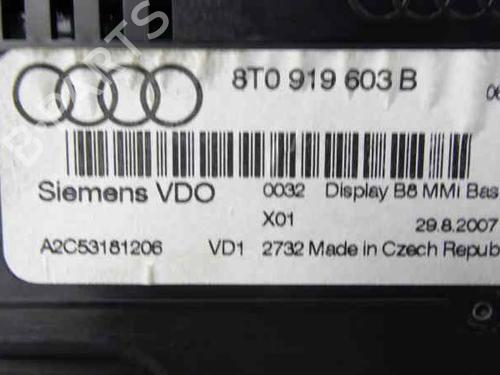 8T0 919 603 B 06
Siemens VDO 0032 Display B8 MMi Bas
X01 29.8.2007
A2C53181206 VD1 2732 Made in Czech Repub